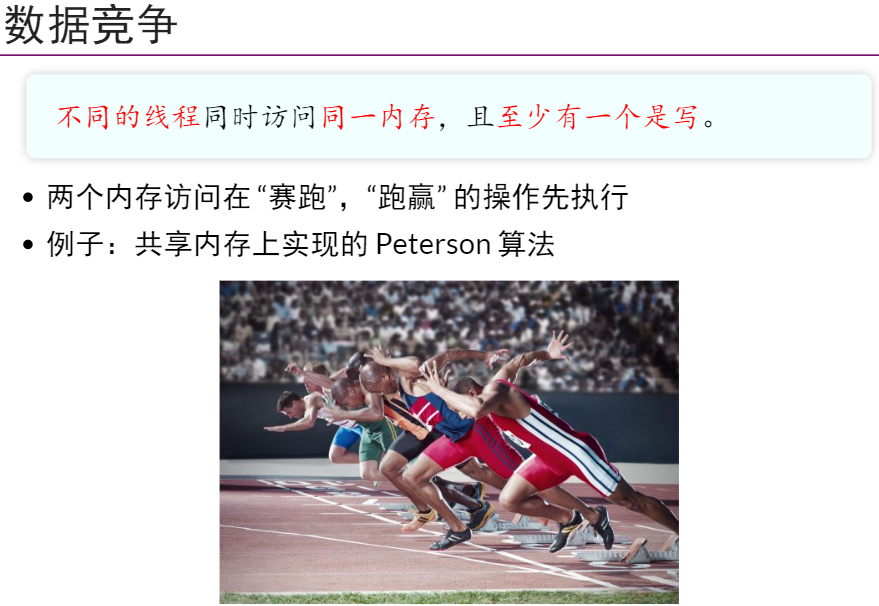 数据竞争
不同的线程同时访问同一内存，且至少有一个是写。
两个内存访问在 “赛跑”，“跑赢” 的操作先执行
例子：共享内存上实现的 Peterson 算法